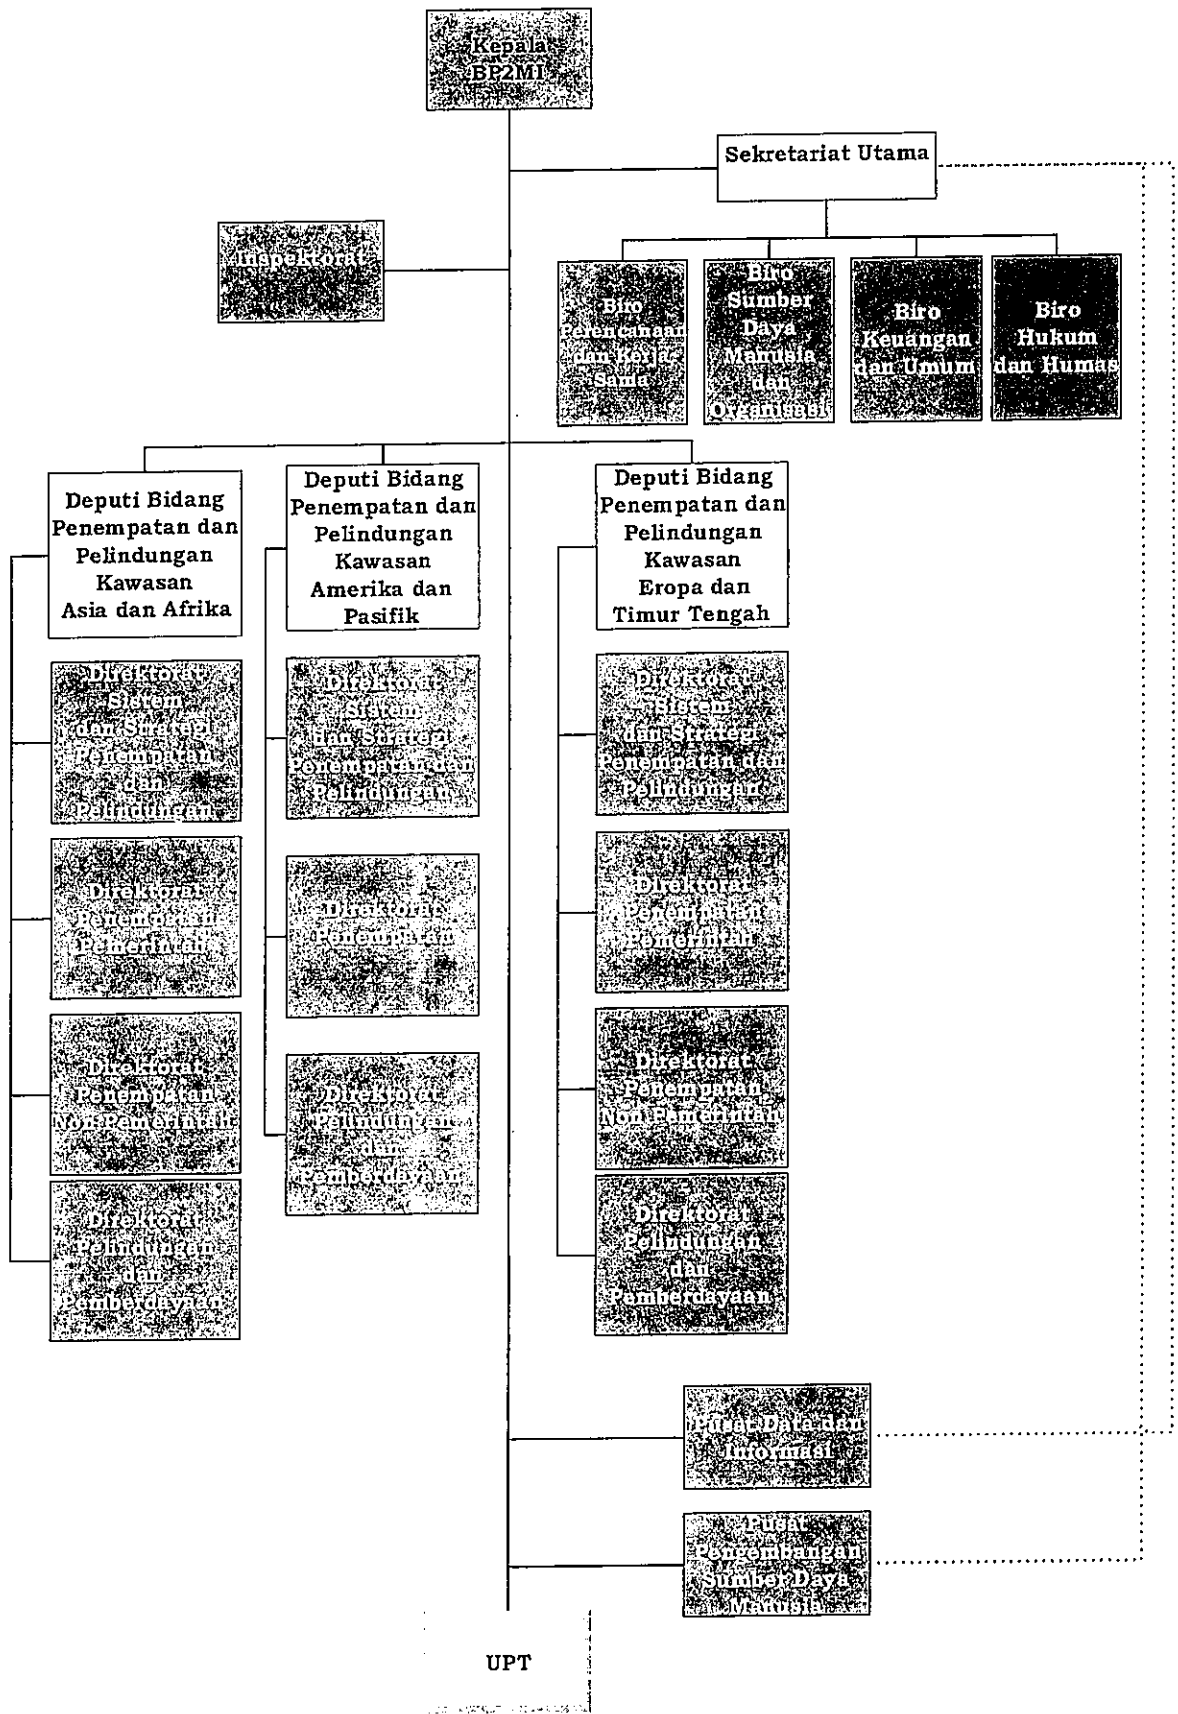 Kepala
BP2MI
Sekretariat Utama
Inspektorat
Biro
Perencanaan
dan Kerja
Sama
Biro
Sumber
Daya
Manusia
dan
Organisasi
Biro
Keuangan
dan Umum
Biro
Hukum
dan Humas
Deputi Bidang
Penempatan dan
Pelindungan
Kawasan
Asia dan Afrika
Deputi Bidang
Penempatan dan
Pelindungan
Kawasan
Amerika dan
Pasifik
Deputi Bidang
Penempatan dan
Pelindungan
Kawasan
Eropa dan
Timur Tengah
Direktorat
Sistem
dan Strategi
Penempatan
dan
Pelindungan
Direktorat
Sistem
dan Strategi
Penempatan dan
Pelindungan
Direktorat
Sistem
dan Strategi
Penempatan dan
Pelindungan
Direktorat
Penempatan
Pemerintah
Direktorat
Penempatan
Direktorat
Penempatan
Pemerintah
Direktorat
Penempatan
Non Pemerintah
Direktorat
Pelindungan
dan
Pemberdayaan
Direktorat
Penempatan
Non Pemerintah
Direktorat
Pelindungan
dan
Pemberdayaan
Direktorat
Pelindungan
dan
Pemberdayaan
Pusat Data dan
Informasi
Pusat
Pengembangan
Sumber Daya
Manusia
UPT